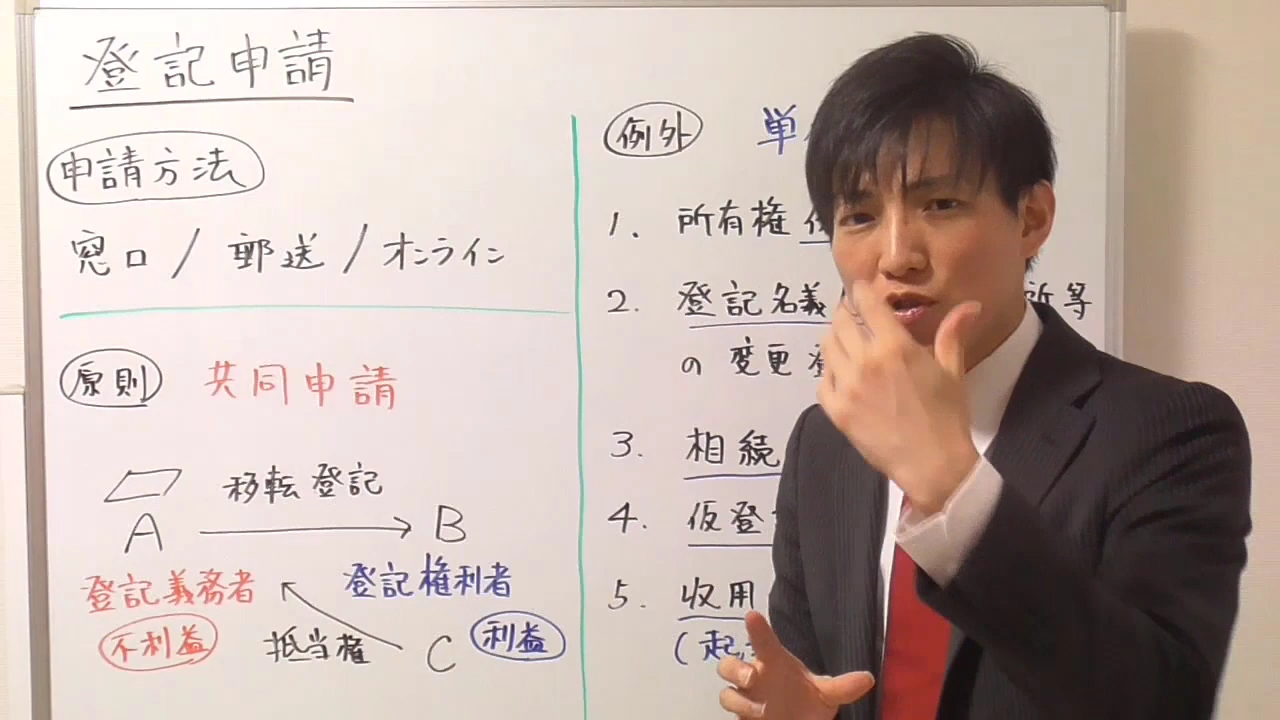 登記申請
申請方法
窓口 / 郵送 / オンライン
原則 共同申請
移転登記
A B
登記義務者 登記権利者
不利益 抵当権 C 利益
例外 単
1. 所有権
2. 登記名義 所等
の変更登
3. 相続
4. 仮登
5. 収用
(起